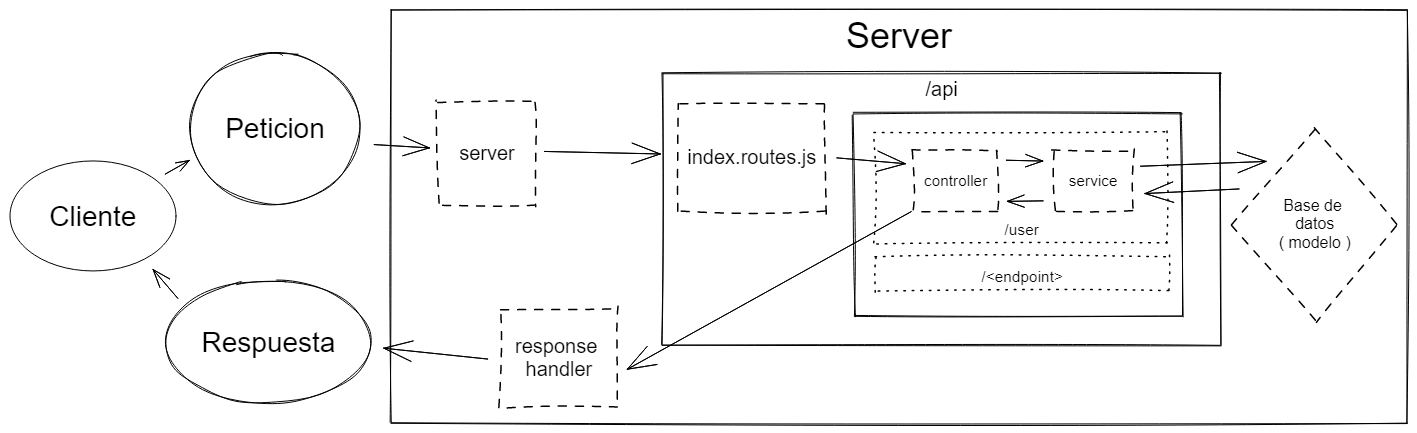 Server
/api
Peticion
server
index.routes.js
controller
service
Cliente
/user
Base de
datos
( modelo )
/<endpoint>
Respuesta
response
handler